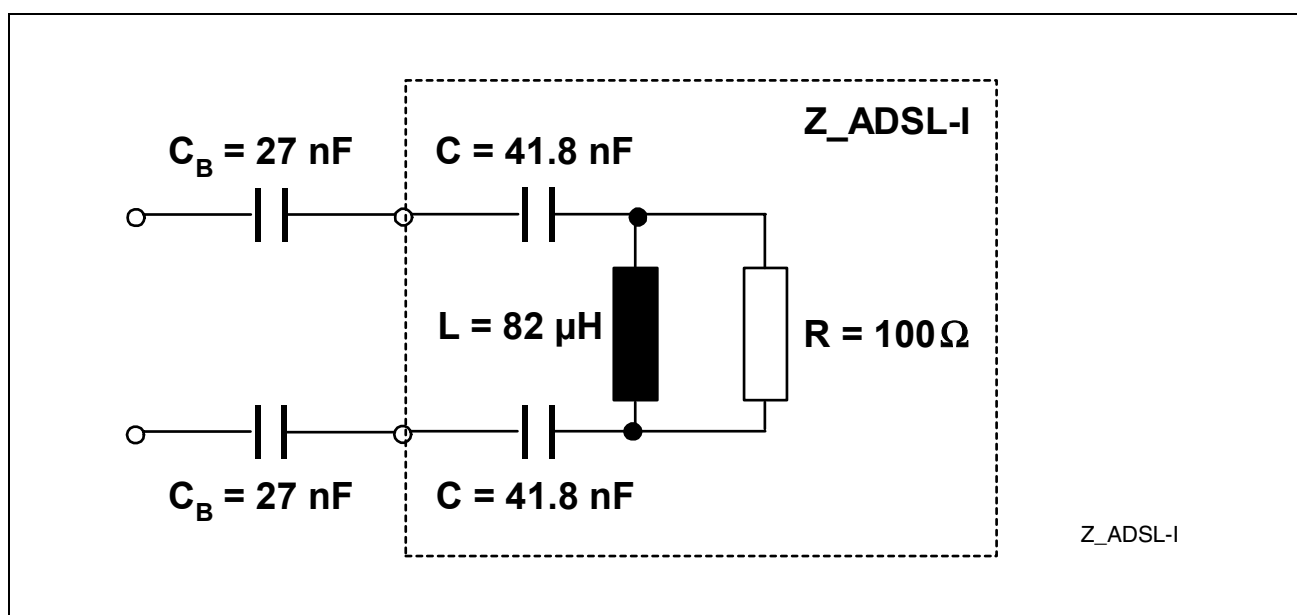 Z_ADSL-I
C_B = 27 nF
C = 41.8 nF
L = 82 µH
R = 100Ω
C_B = 27 nF
C = 41.8 nF
Z_ADSL-I